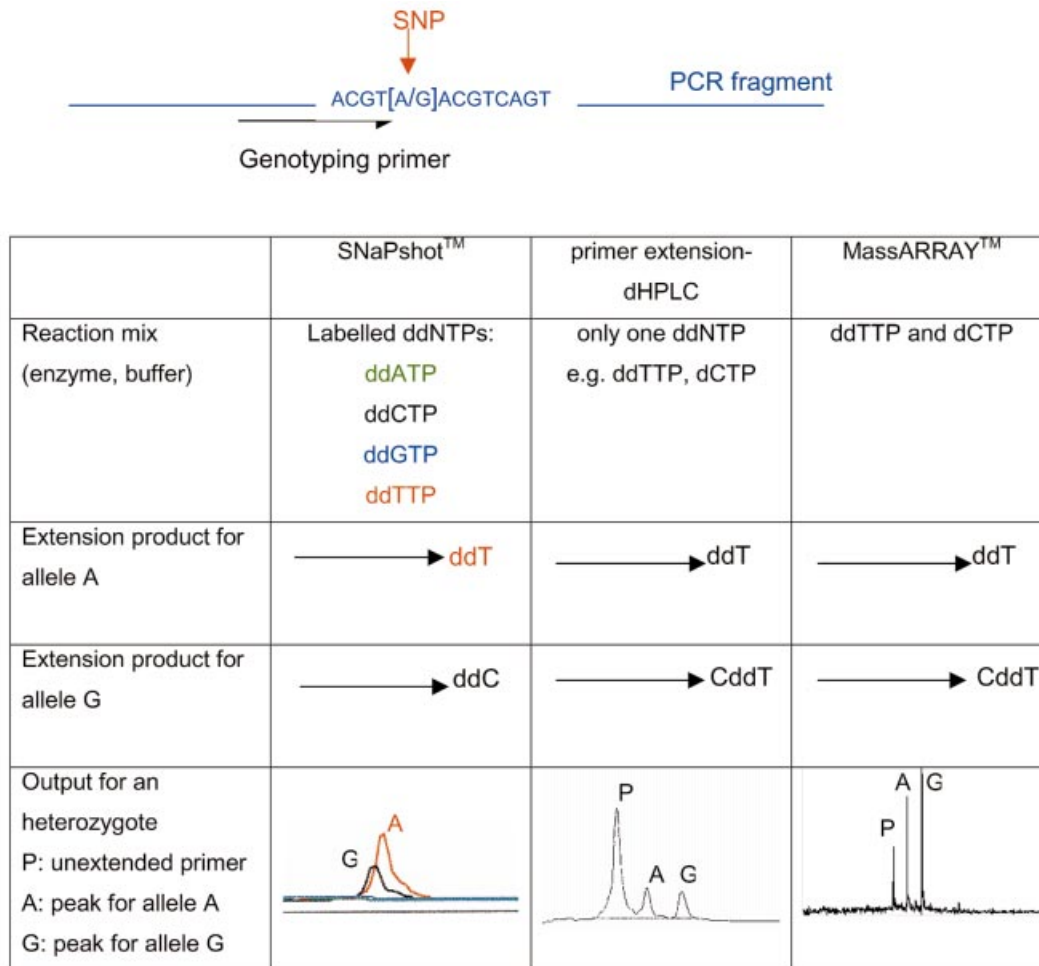 SNP
ACGT[A/G]ACGTCAGT
PCR fragment
Genotyping primer
SNaPshot™
primer extension-
dHPLC
MassARRAY™
Reaction mix
(enzyme, buffer)
Labelled ddNTPs:
ddATP
ddCTP
ddGTP
ddTTP
only one ddNTP
e.g. ddTTP, dCTP
ddTTP and dCTP
Extension product for
allele A
ddT
ddT
ddT
Extension product for
allele G
ddC
CddT
CddT
Output for an
heterozygote
P: unextended primer
A: peak for allele A
G: peak for allele G
G
A
P
A
G
P
A
G